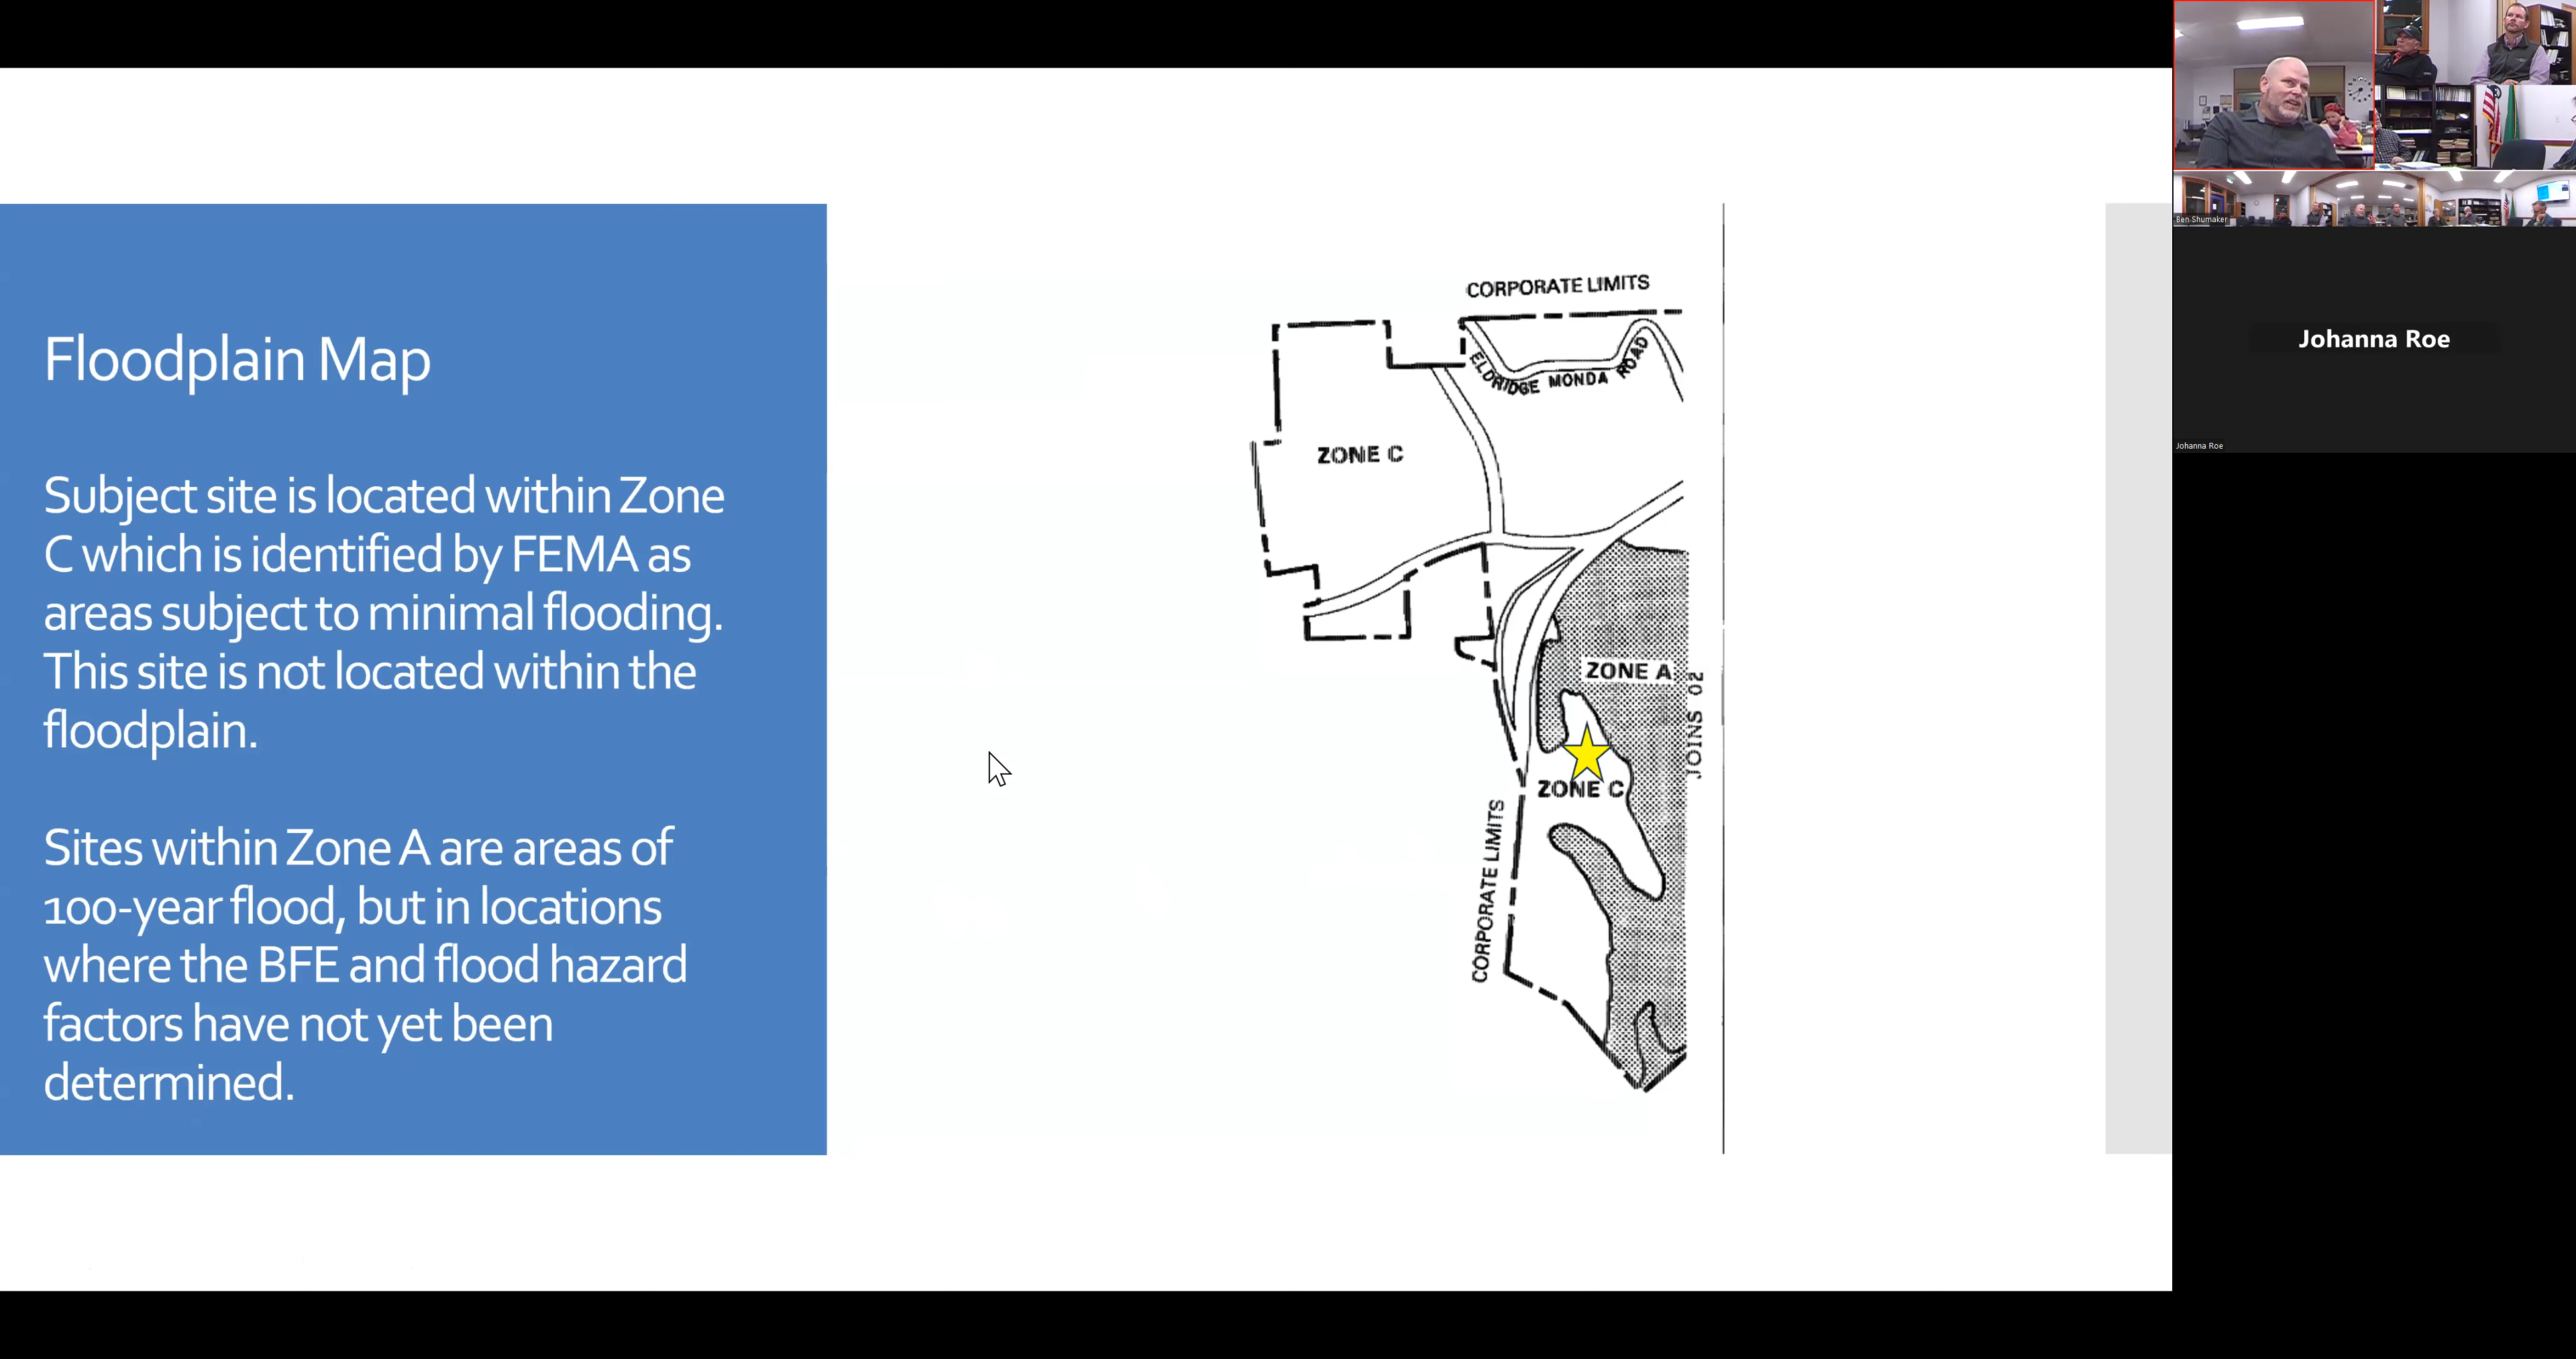 Floodplain Map
Subject site is located within Zone
C which is identified by FEMA as
areas subject to minimal flooding.
This site is not located within the
floodplain.
Sites within Zone A are areas of
100-year flood, but in locations
where the BFE and flood hazard
factors have not yet been
determined.
CORPORATE LIMITS
ELDRIDGE MONDA ROAD
ZONE C
ZONE A
JOINS 02
ZONE C
CORPORATE LIMITS
Ben Shumaker
Johanna Roe
Johanna Roe